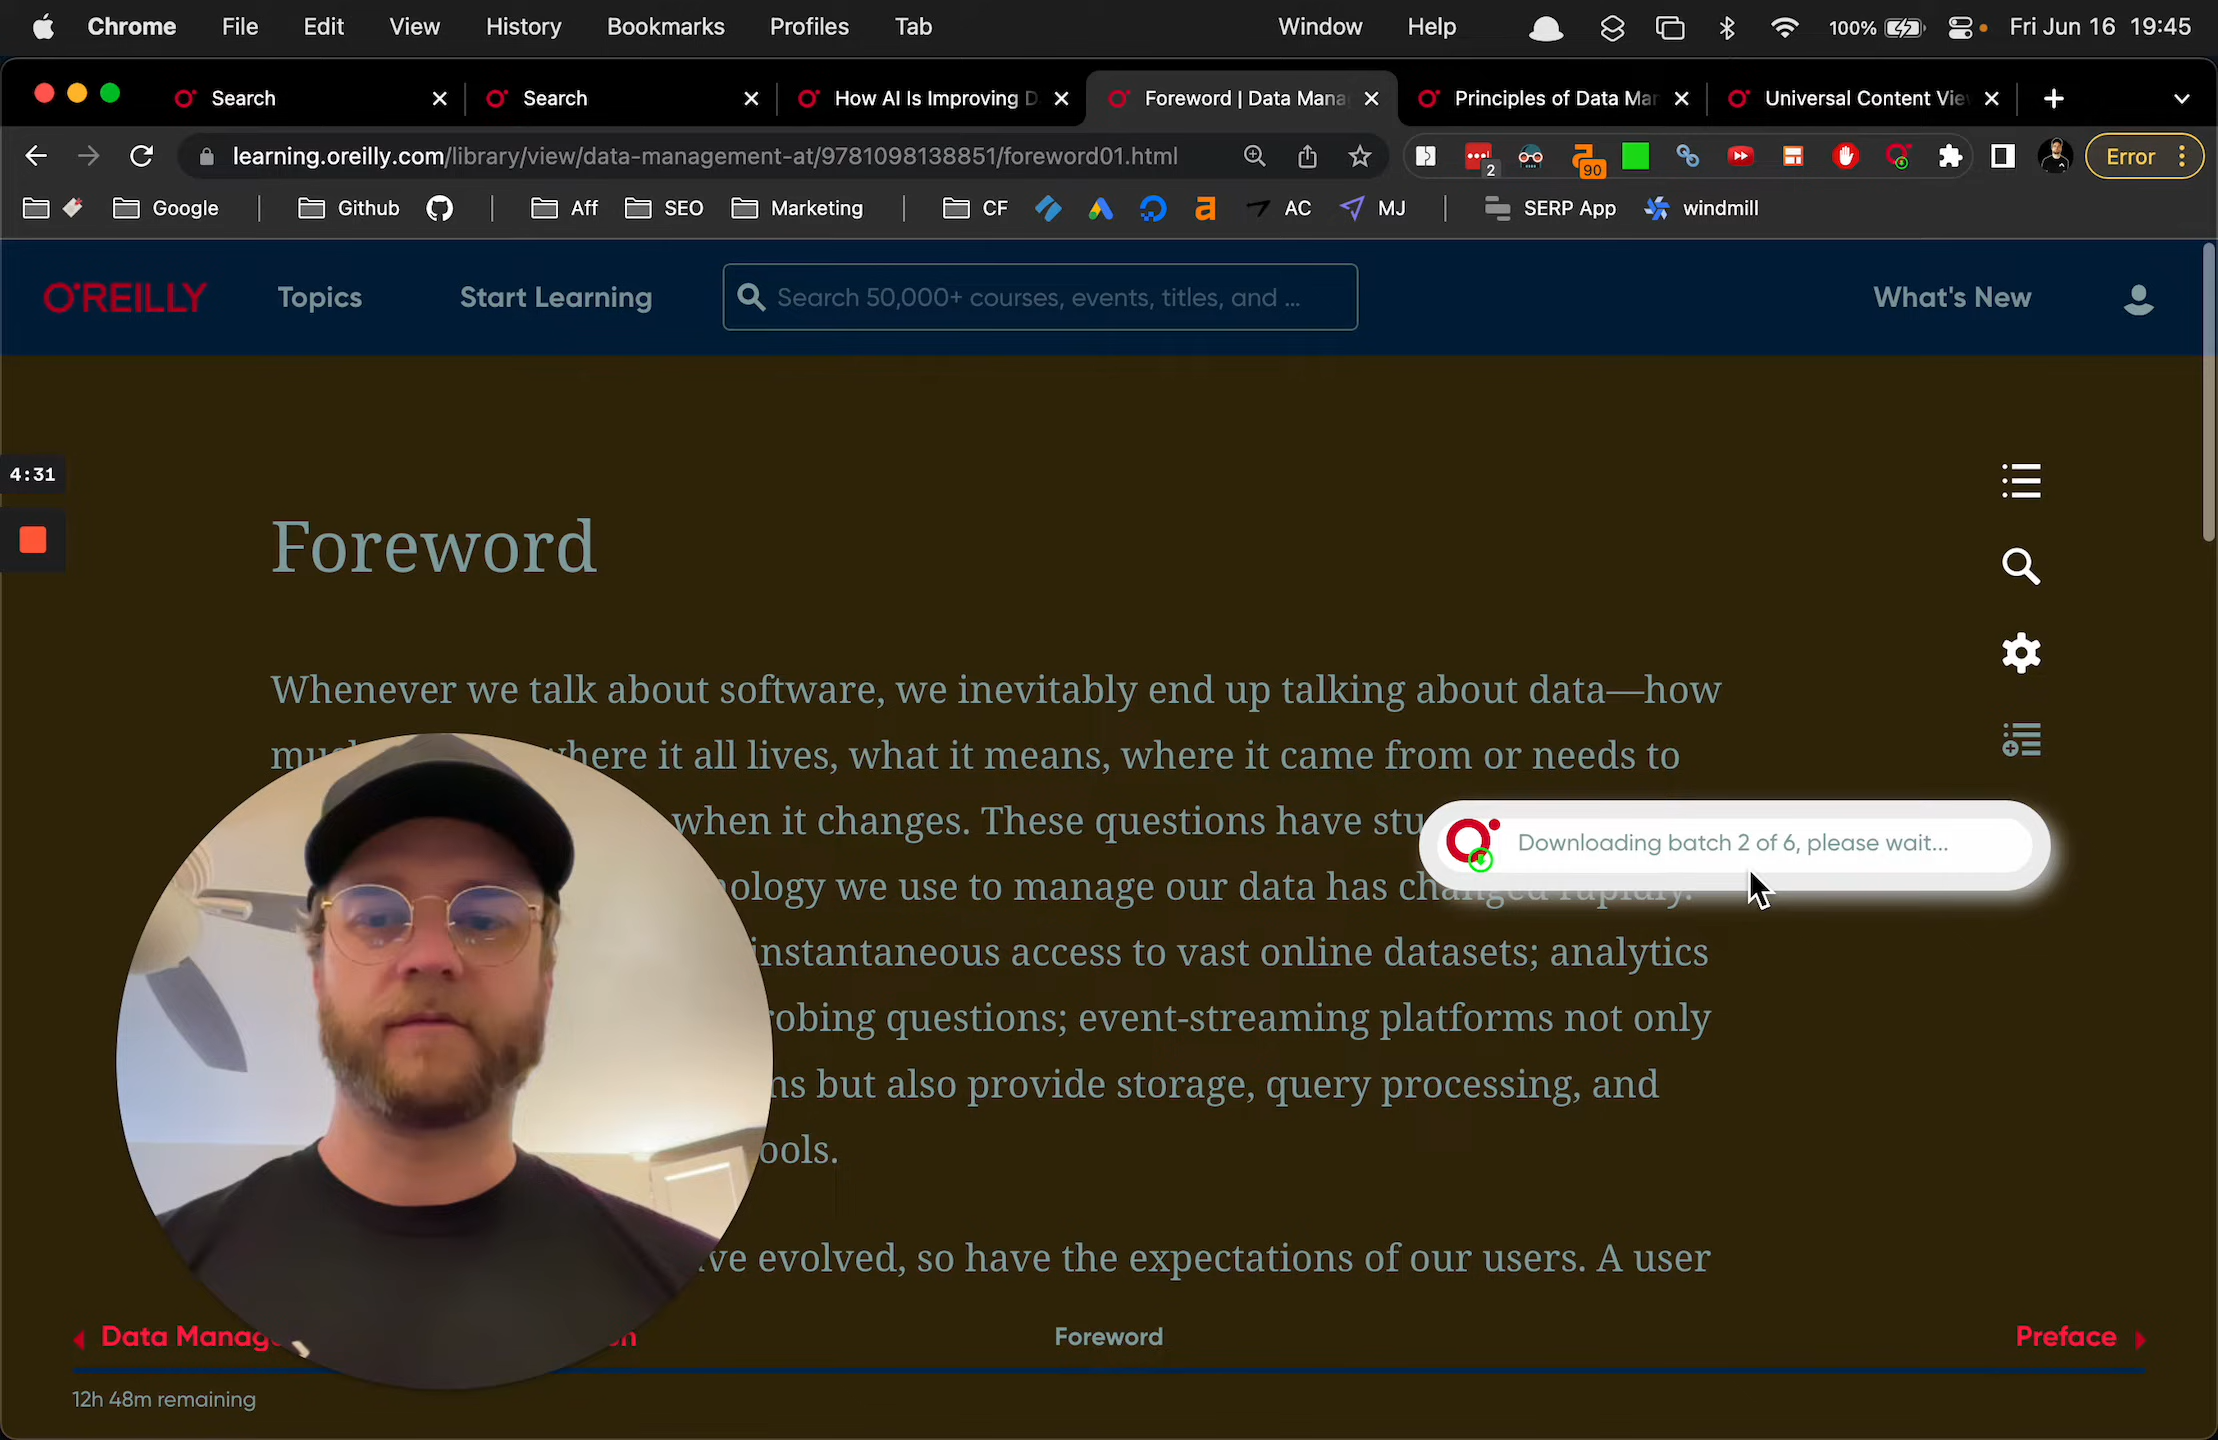 Chrome File Edit View History Bookmarks Profiles Tab Window Help 100% Fri Jun 16 19:45
Search Search How AI Is Improving D Foreword | Data Mana Principles of Data Mar Universal Content Vie
learning.oreilly.com/library/view/data-management-at/9781098138851/foreword01.html 2 90 Error
Google Github Aff SEO Marketing CF AC MJ SERP App windmill
O'REILLY Topics Start Learning Search 50,000+ courses, events, titles, and ... What's New
4:31
Foreword
Whenever we talk about software, we inevitably end up talking about data—how
where it all lives, what it means, where it came from or needs to
when it changes. These questions have stu
Downloading batch 2 of 6, please wait...
nology we use to manage our data has changed rapidly.
instantaneous access to vast online datasets; analytics
robing questions; event-streaming platforms not only
ns but also provide storage, query processing, and
ools.
ve evolved, so have the expectations of our users. A user
Data Manag n Foreword Preface
12h 48m remaining